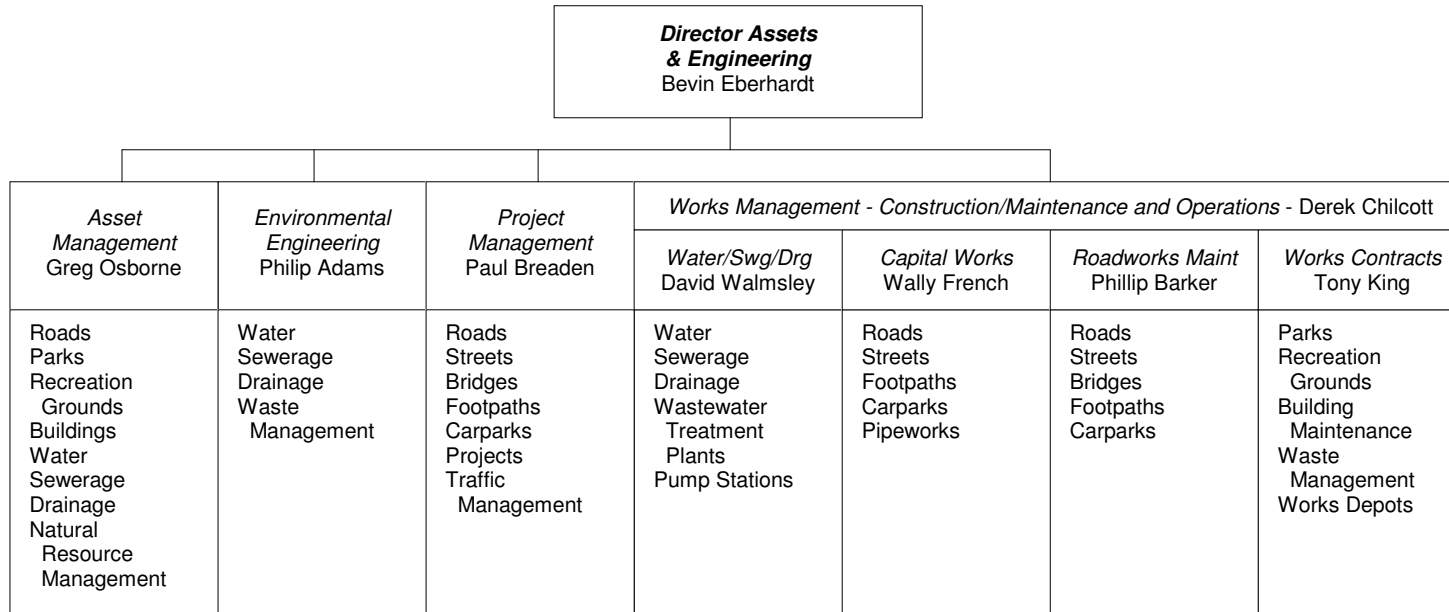 Director Assets
& Engineering
Bevin Eberhardt
Asset
Management
Greg Osborne
Environmental
Engineering
Philip Adams
Project
Management
Paul Breaden
Works Management - Construction/Maintenance and Operations - Derek Chilcott
Water/Swg/Drg
David Walmsley
Capital Works
Wally French
Roadworks Maint
Phillip Barker
Works Contracts
Tony King
Roads
Parks
Recreation
Grounds
Buildings
Water
Sewerage
Drainage
Natural
Resource
Management
Water
Sewerage
Drainage
Waste
Management
Roads
Streets
Bridges
Footpaths
Carparks
Projects
Traffic
Management
Water
Sewerage
Drainage
Wastewater
Treatment
Plants
Pump Stations
Roads
Streets
Footpaths
Carparks
Pipeworks
Roads
Streets
Bridges
Footpaths
Carparks
Parks
Recreation
Grounds
Building
Maintenance
Waste
Management
Works Depots